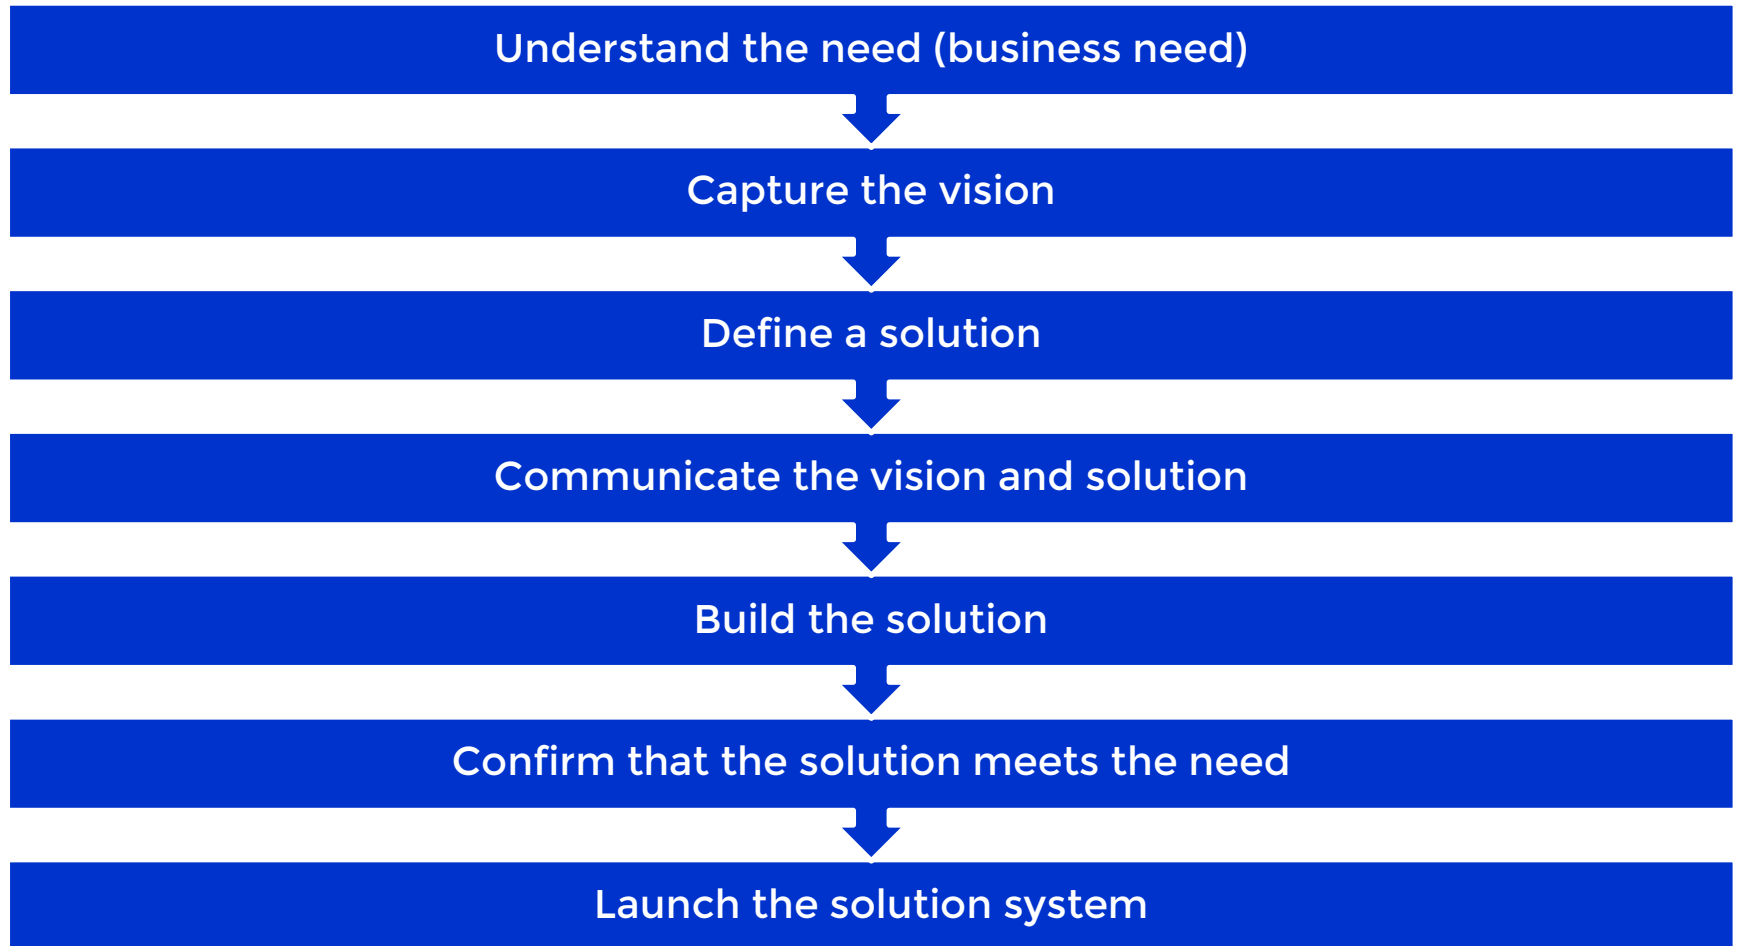 Understand the need (business need)
Capture the vision
Define a solution
Communicate the vision and solution
Build the solution
Confirm that the solution meets the need
Launch the solution system